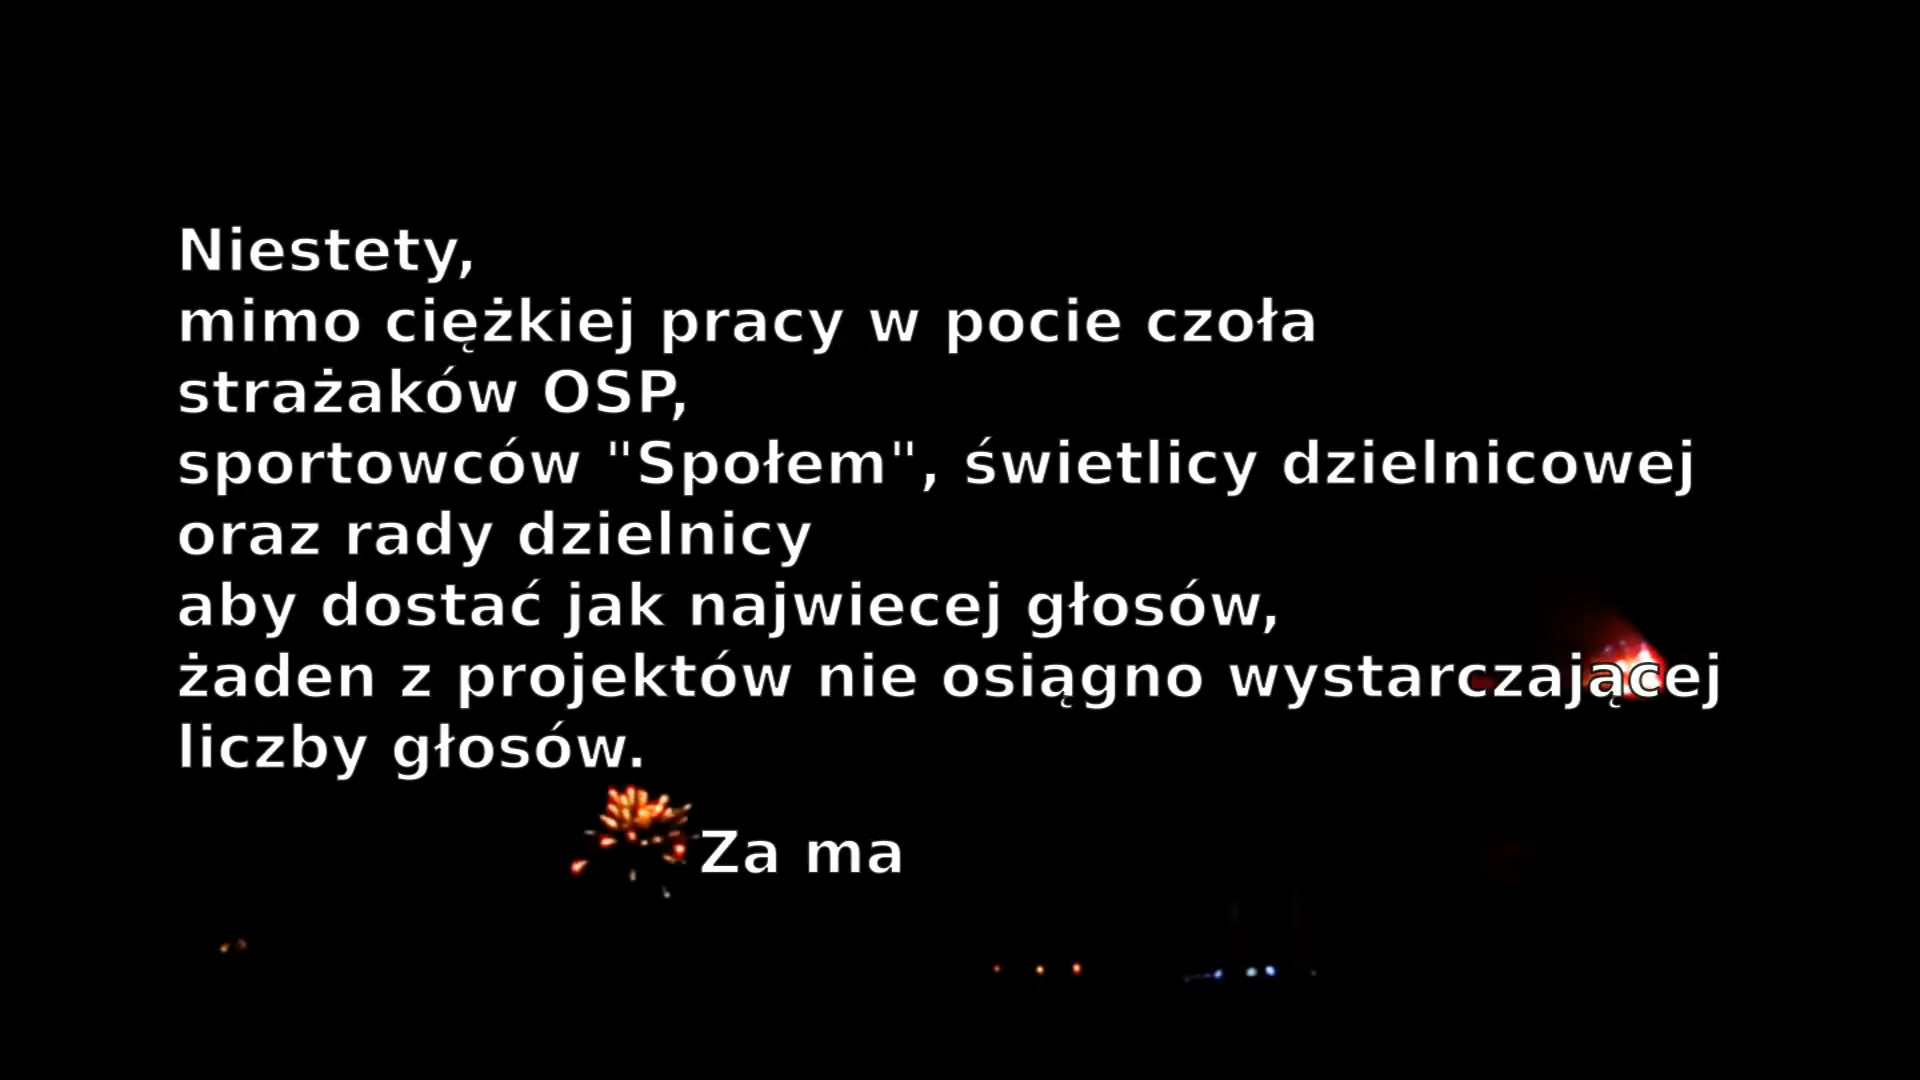 Niestety,
mimo ciężkiej pracy w pocie czoła
strażaków OSP,
sportowców "Społem", świetlicy dzielnicowej
oraz rady dzielnicy
aby dostać jak najwiecej głosów,
żaden z projektów nie osiągno wystarczającej
liczby głosów.
Za ma